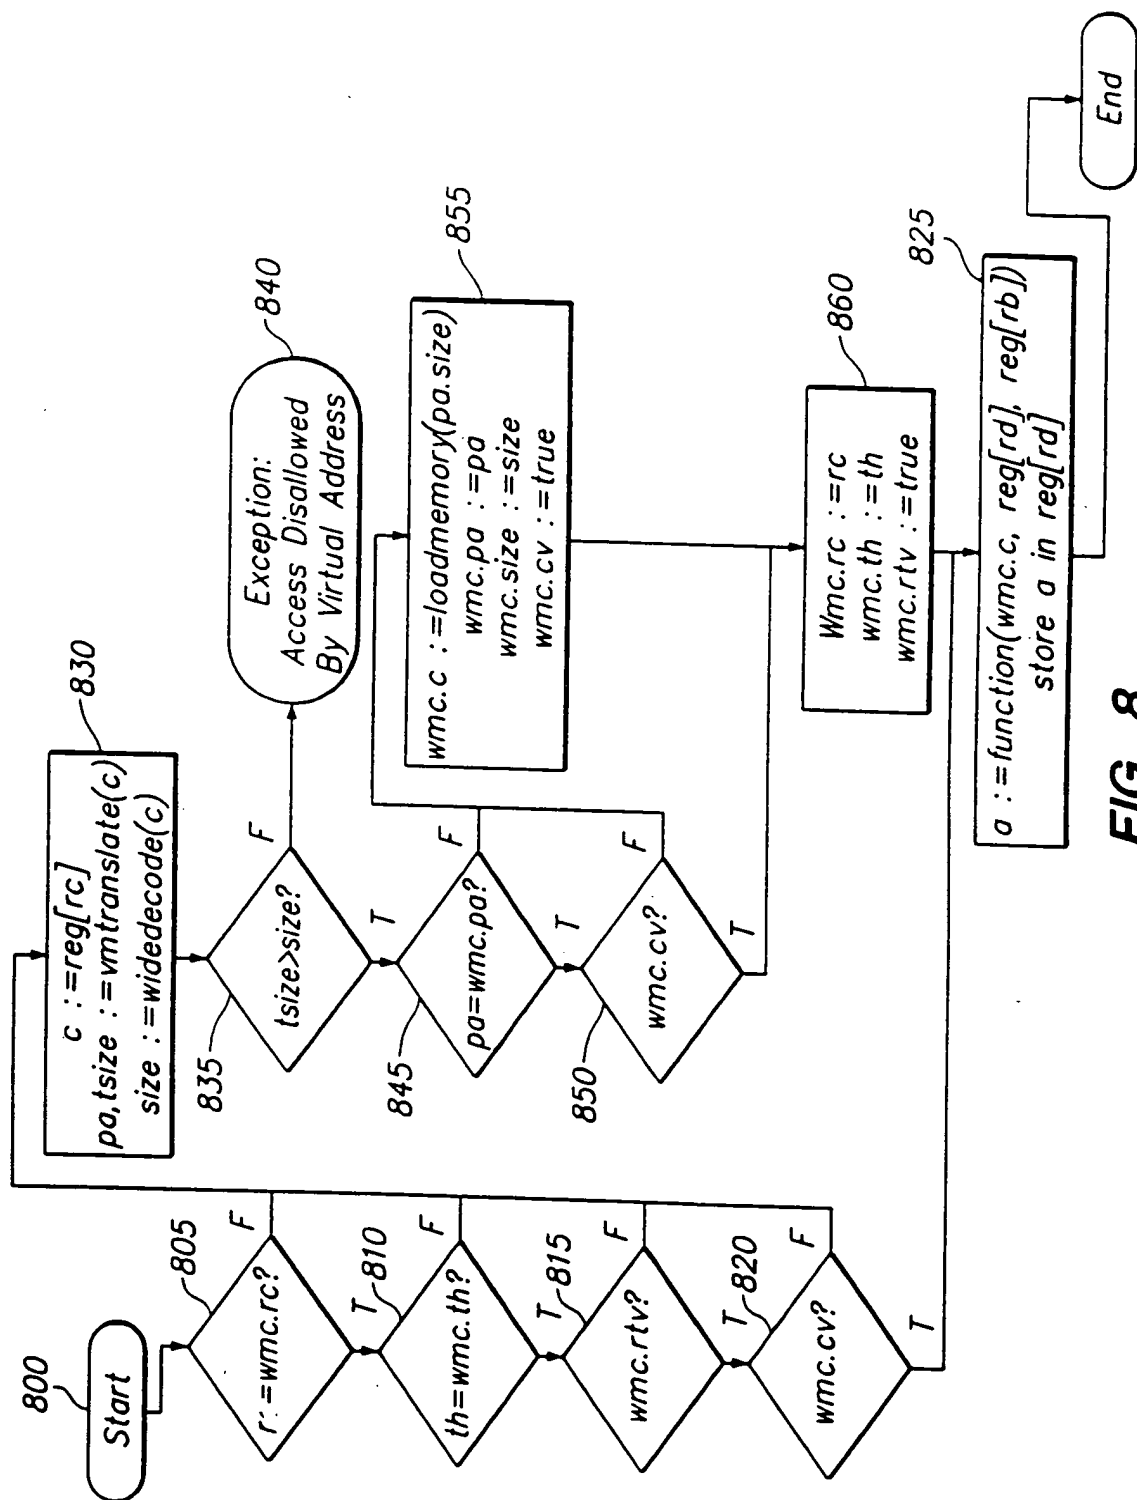 800
Start
805
r:=wmc.rc?
F
T
810
th=wmc.th?
F
T
815
wmc.rtv?
F
T
820
wmc.cv?
F
T
830
c :=reg[rc]
pa,tsize :=vmtranslate(c)
size :=widedecode(c)
835
tsize>size?
F
T
840
Exception:
Access Disallowed
By Virtual Address
845
pa=wmc.pa?
F
T
850
wmc.cv?
F
T
855
wmc.c :=loadmemory(pa.size)
wmc.pa :=pa
wmc.size :=size
wmc.cv :=true
860
Wmc.rc :=rc
wmc.th :=th
wmc.rtv :=true
825
a :=function(wmc.c, reg[rd], reg[rb])
store a in reg[rd]
End
FIG. 8